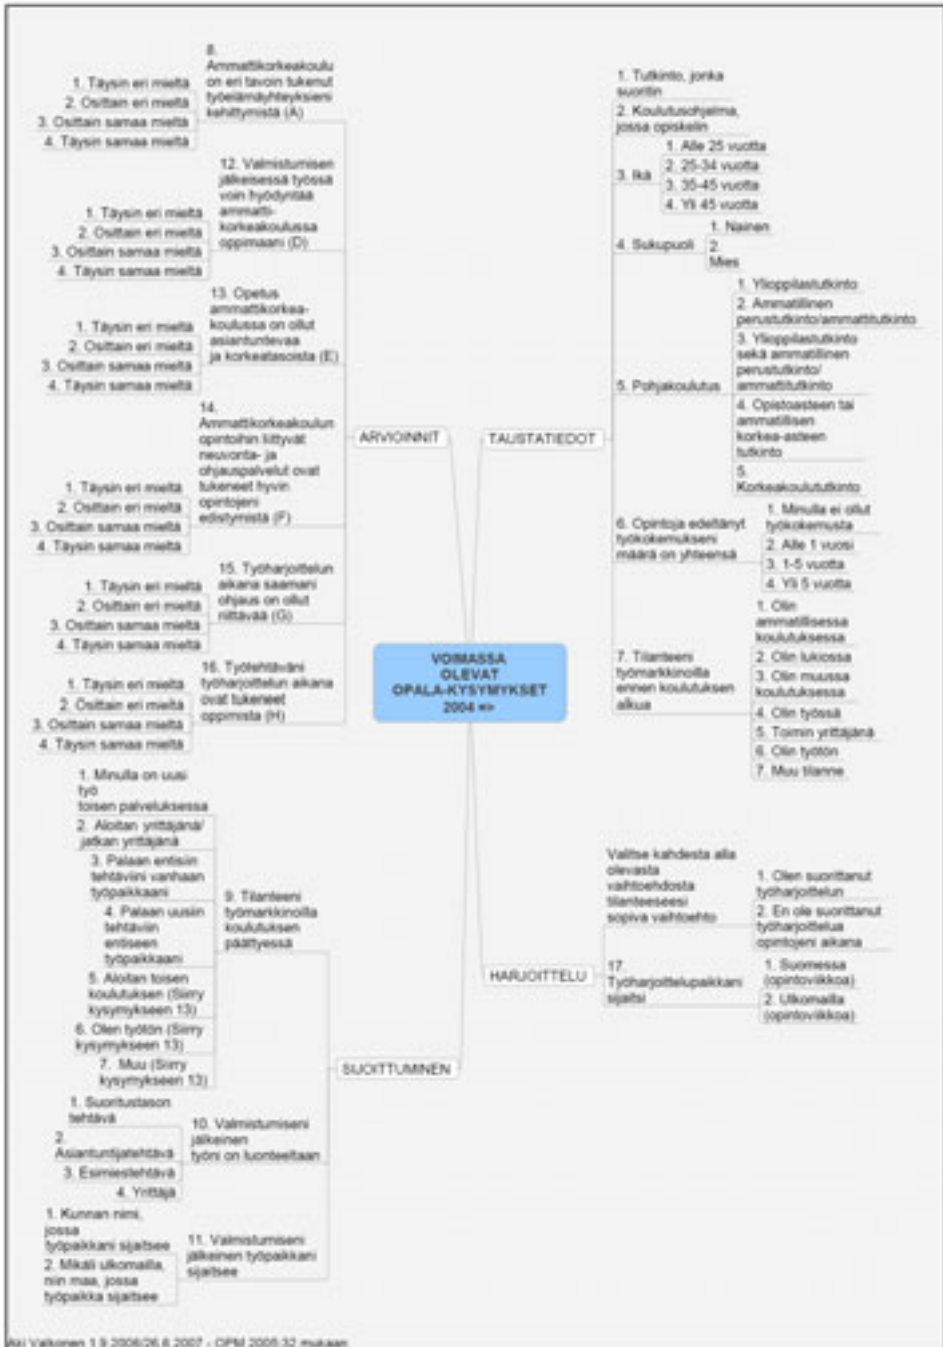 8.
Ammattikorkeakoulu
on eri tavoin tukenut
työelämäyhteyksieni
kehittymistä (A)
1. Täysin eri mieltä
2. Osittain eri mieltä
3. Osittain samaa mieltä
4. Täysin samaa mieltä
12. Valmistumisen
jälkeisessä työssä
voin hyödyntää
ammatti-
korkeakoulussa
oppimaani (D)
1. Täysin eri mieltä
2. Osittain eri mieltä
3. Osittain samaa mieltä
4. Täysin samaa mieltä
13. Opetus
ammattikorkea-
koulussa on ollut
asiantuntevaa
ja korkeatasoista (E)
1. Täysin eri mieltä
2. Osittain eri mieltä
3. Osittain samaa mieltä
4. Täysin samaa mieltä
14.
Ammattikorkeakoulun
opintoihin liittyvät
neuvonta- ja
ohjauspalvelut ovat
tukeneet hyvin
opintojeni
edistymistä (F)
1. Täysin eri mieltä
2. Osittain eri mieltä
3. Osittain samaa mieltä
4. Täysin samaa mieltä
15. Työharjoittelun
aikana saamani
ohjaus on ollut
riittävää (G)
1. Täysin eri mieltä
2. Osittain eri mieltä
3. Osittain samaa mieltä
4. Täysin samaa mieltä
16. Työtehtäväni
työharjoittelun aikana
ovat tukeneet
oppimista (H)
1. Täysin eri mieltä
2. Osittain eri mieltä
3. Osittain samaa mieltä
4. Täysin samaa mieltä
ARVIOINNIT
TAUSTATIEDOT
1. Tutkinto, jonka
suoritin
2. Koulutusohjelma,
jossa opiskelin
3. Ikä
1. Alle 25 vuotta
2. 25-34 vuotta
3. 35-45 vuotta
4. Yli 45 vuotta
4. Sukupuoli
1. Nainen
2.
Mies
5. Pohjakoulutus
1. Ylioppilastutkinto
2. Ammatillinen
perustutkinto/ammattitutkinto
3. Ylioppilastutkinto
sekä ammatillinen
perustutkinto/
ammattitutkinto
4. Opistoasteen tai
ammatillisen
korkea-asteen
tutkinto
5.
Korkeakoulututkinto
6. Opintoja edeltänyt
työkokemukseni
määrä on yhteensä
1. Minulla ei ollut
työkokemusta
2. Alle 1 vuosi
3. 1-5 vuotta
4. Yli 5 vuotta
7. Tilanteeni
työmarkkinoilla
ennen koulutuksen
alkua
1. Olin
ammatillisessa
koulutuksessa
2. Olin lukiossa
3. Olin muussa
koulutuksessa
4. Olin työssä
5. Toimin yrittäjänä
6. Olin työtön
7. Muu tilanne
VOIMASSA
OLEVAT
OPALA-KYSYMYKSET
2004 =>
1. Minulla on uusi
työ
toisen palveluksessa
2. Aloitan yrittäjänä/
jatkan yrittäjänä
3. Palaan entisiin
tehtäviini vanhaan
työpaikkaani
4. Palaan uusiin
tehtäviin
entiseen
työpaikkaani
5. Aloitan toisen
koulutuksen (Siirry
kysymykseen 13)
6. Olen työtön (Siirry
kysymykseen 13)
7. Muu (Siirry
kysymykseen 13)
9. Tilanteeni
työmarkkinoilla
koulutuksen
päättyessä
1. Suoritustason
tehtävä
2.
Asiantuntijatehtävä
3. Esimiestehtävä
4. Yrittäjä
10. Valmistumiseni
jälkeinen
työni on luonteeltaan
1. Kunnan nimi,
jossa
työpaikkani sijaitsee
2. Mikäli ulkomailla,
niin maa, jossa
työpaikka sijaitsee
11. Valmistumiseni
jälkeinen työpaikkani
sijaitsee
SIJOITTUMINEN
HARJOITTELU
Valitse kahdesta alla
olevasta
vaihtoehdosta
tilanteeseesi
sopiva vaihtoehto
1. Olen suorittanut
työharjoittelun
2. En ole suorittanut
työharjoittelua
opintojeni aikana
17.
Työharjoittelupaikkani
sijaitsi
1. Suomessa
(opintoviikkoa)
2. Ulkomailla
(opintoviikkoa)
Aki Valkonen 1.9.2006/26.6.2007 - OPM 2005:32 mukaan